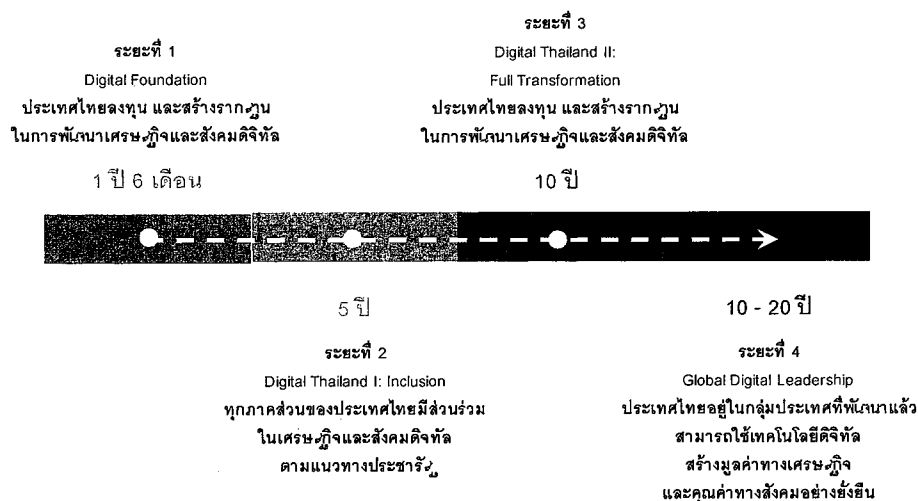 ระยะที่ 1
Digital Foundation
ประเทศไทยลงทุน และสร้างรากฐาน
ในการพัฒนาเศรษฐกิจและสังคมดิจิทัล
1 ปี 6 เดือน
ระยะที่ 3
Digital Thailand II:
Full Transformation
ประเทศไทยลงทุน และสร้างรากฐาน
ในการพัฒนาเศรษฐกิจและสังคมดิจิทัล
10 ปี
5 ปี
ระยะที่ 2
Digital Thailand I: Inclusion
ทุกภาคส่วนของประเทศไทยมีส่วนร่วม
ในเศรษฐกิจและสังคมดิจทัล
ตามแนวทางประชารัฐ
10 - 20 ปี
ระยะที่ 4
Global Digital Leadership
ประเทศไทยอยู่ในกลุ่มประเทศที่พัฒนาแล้ว
สามารถใช้เทคโนโลยีดิจิทัล
สร้างมูลค่าทางเศรษฐกิจ
และคุณค่าทางสังคมอย่างยั่งยืน